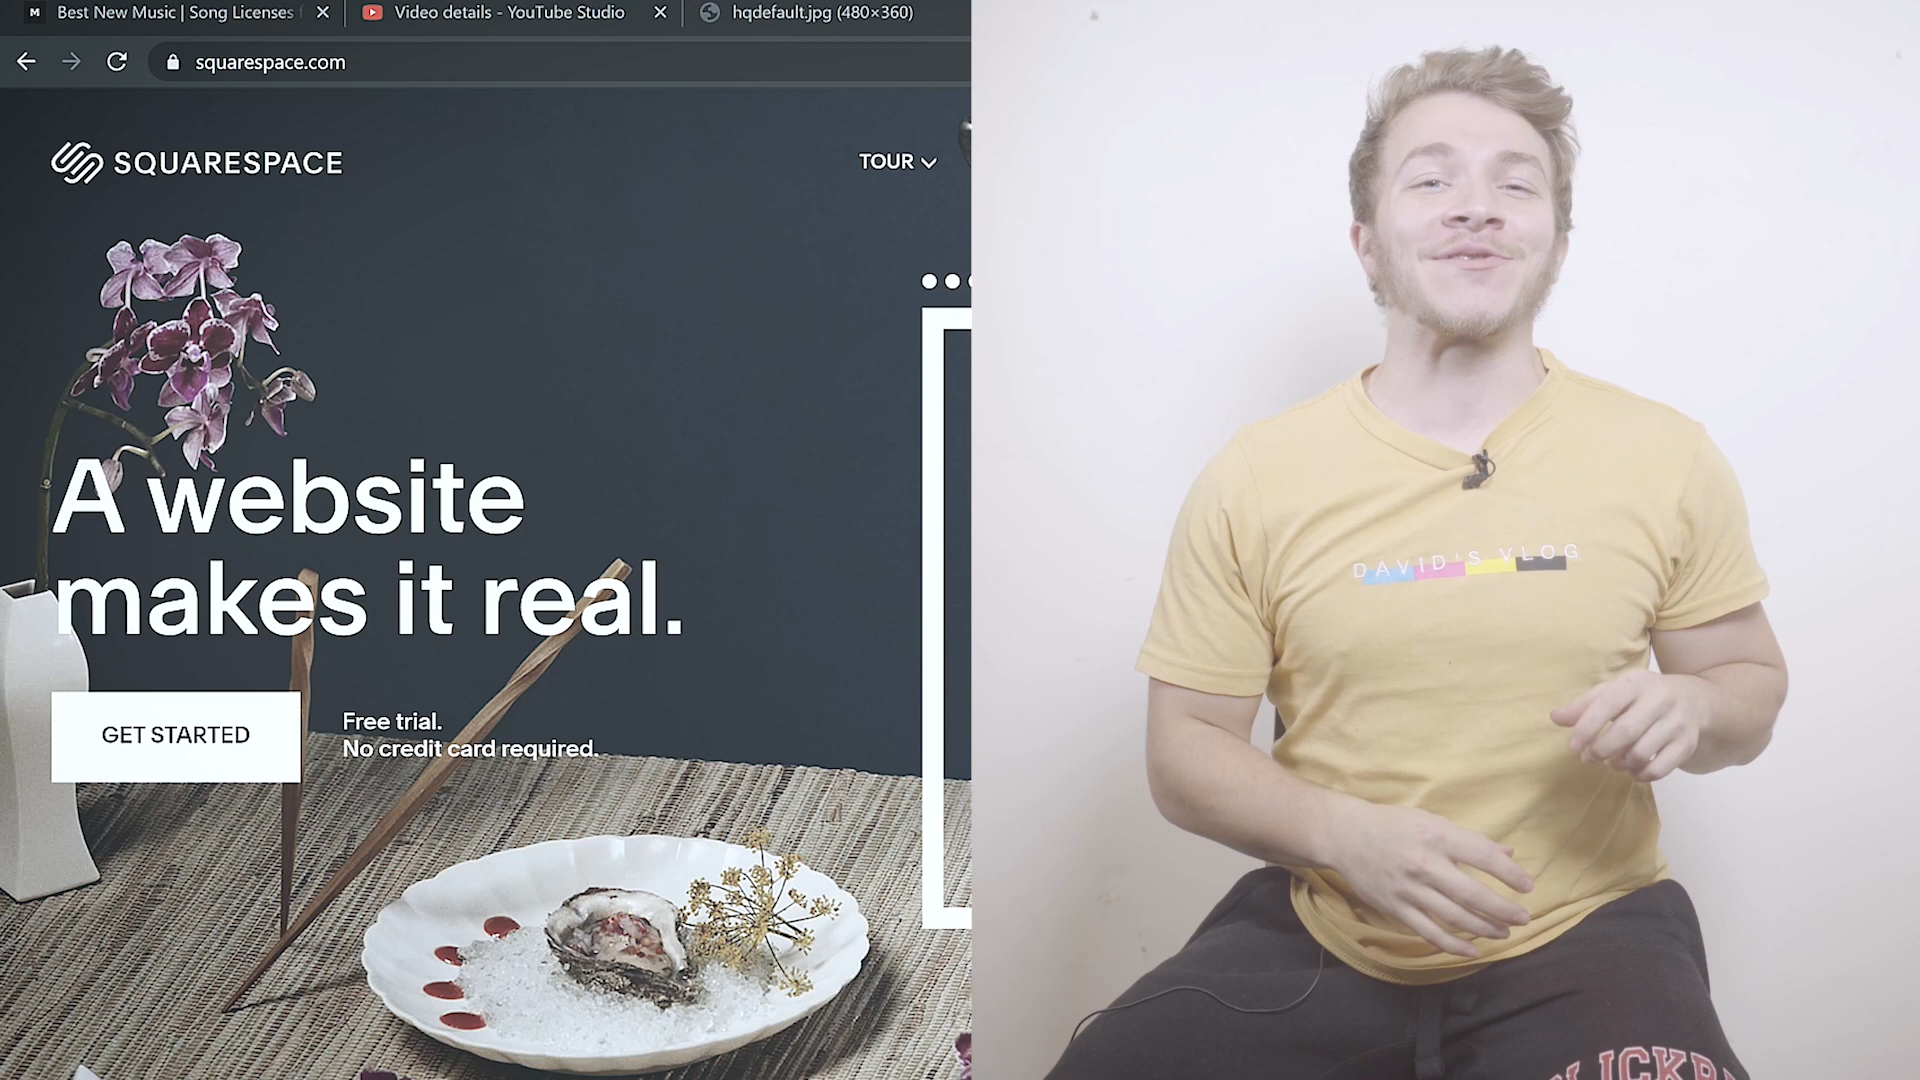 M Best New Music | Song Licenses f
Video details - YouTube Studio
hqdefault.jpg (480×360)
squarespace.com
SQUARESPACE
TOUR
A website
makes it real.
GET STARTED
Free trial.
No credit card required.
DAVID'S VLOG